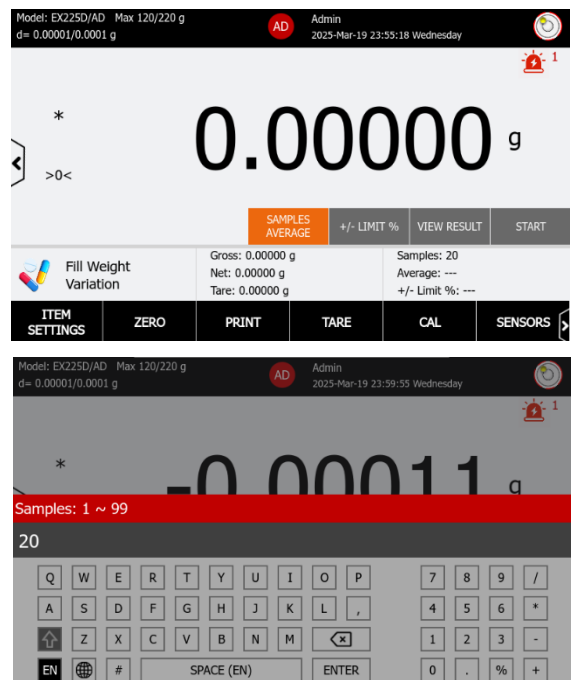 Model: EX225D/AD Max 120/220 g
d= 0.00001/0.0001 g
AD
Admin
2025-Mar-19 23:55:18 Wednesday
1
*
0.00000 g
>0<
SAMPLES AVERAGE
+/- LIMIT %
VIEW RESULT
START
Fill Weight
Variation
Gross: 0.00000 g
Net: 0.00000 g
Tare: 0.00000 g
Samples: 20
Average: ---
+/- Limit %: ---
ITEM
SETTINGS
ZERO
PRINT
TARE
CAL
SENSORS
Model: EX225D/AD Max 120/220 g
d= 0.00001/0.0001 g
AD
Admin
2025-Mar-19 23:59:55 Wednesday
1
*
-0.00011 g
Samples: 1 ~ 99
20
Q W E R T Y U I O P 7 8 9 /
A S D F G H J K L , 4 5 6 *
Z X C V B N M 1 2 3 -
EN # SPACE (EN) ENTER 0 . % +